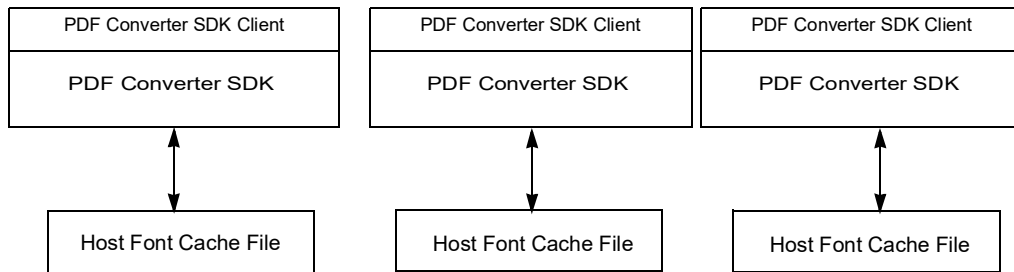 PDF Converter SDK Client PDF Converter SDK Client PDF Converter SDK Client
PDF Converter SDK PDF Converter SDK PDF Converter SDK
Host Font Cache File Host Font Cache File Host Font Cache File